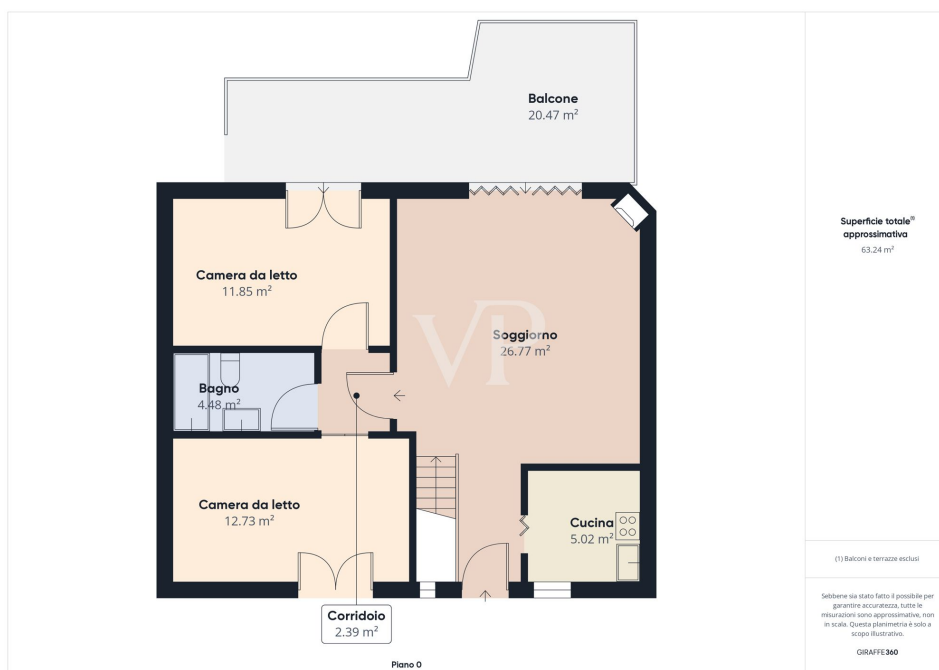 Balcone
20.47 m²
Camera da letto
11.85 m²
Soggiorno
26.77 m²
VP
Bagno
4.48 m²
Camera da letto
12.73 m²
Cucina
5.02 m²
Corridoio
2.39 m²
Piano 0
Superficie totale⁽¹⁾
approssimativa
63.24 m²
(1) Balconi e terrazze esclusi
Sebbene sia stato fatto il possibile per
garantire accuratezza, tutte le
misurazioni sono approssimative, non
in scala. Questa planimetria è solo a
scopo illustrativo.
GIRAFFE360